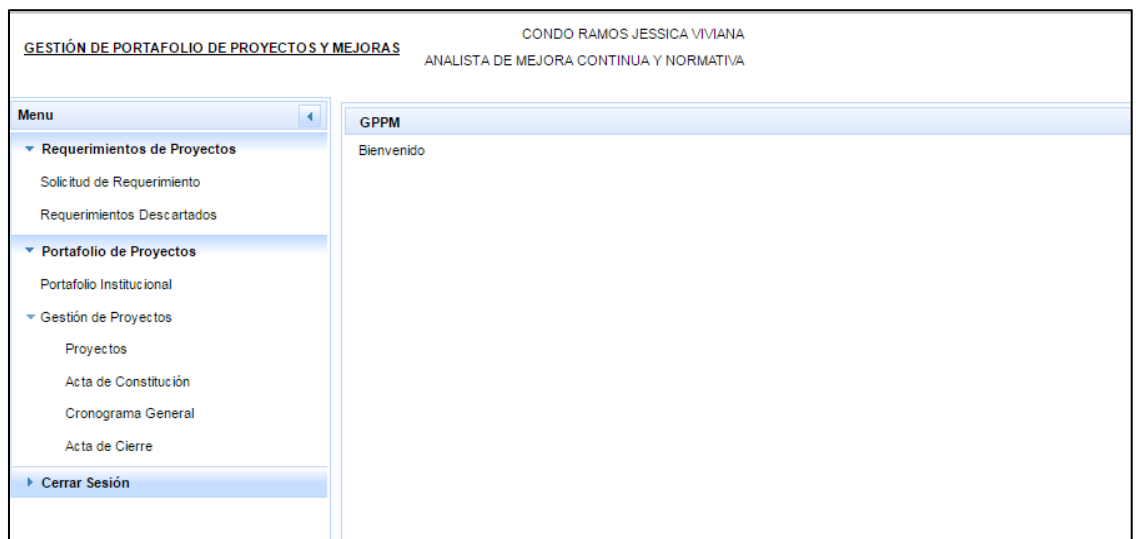 GESTIÓN DE PORTAFOLIO DE PROYECTOS Y MEJORAS
CONDO RAMOS JESSICA VIVIANA
ANALISTA DE MEJORA CONTINUA Y NORMATIVA
Menu
Requerimientos de Proyectos
Solicitud de Requerimiento
Requerimientos Descartados
Portafolio de Proyectos
Portafolio Institucional
Gestión de Proyectos
Proyectos
Acta de Constitución
Cronograma General
Acta de Cierre
Cerrar Sesión
GPPM
Bienvenido